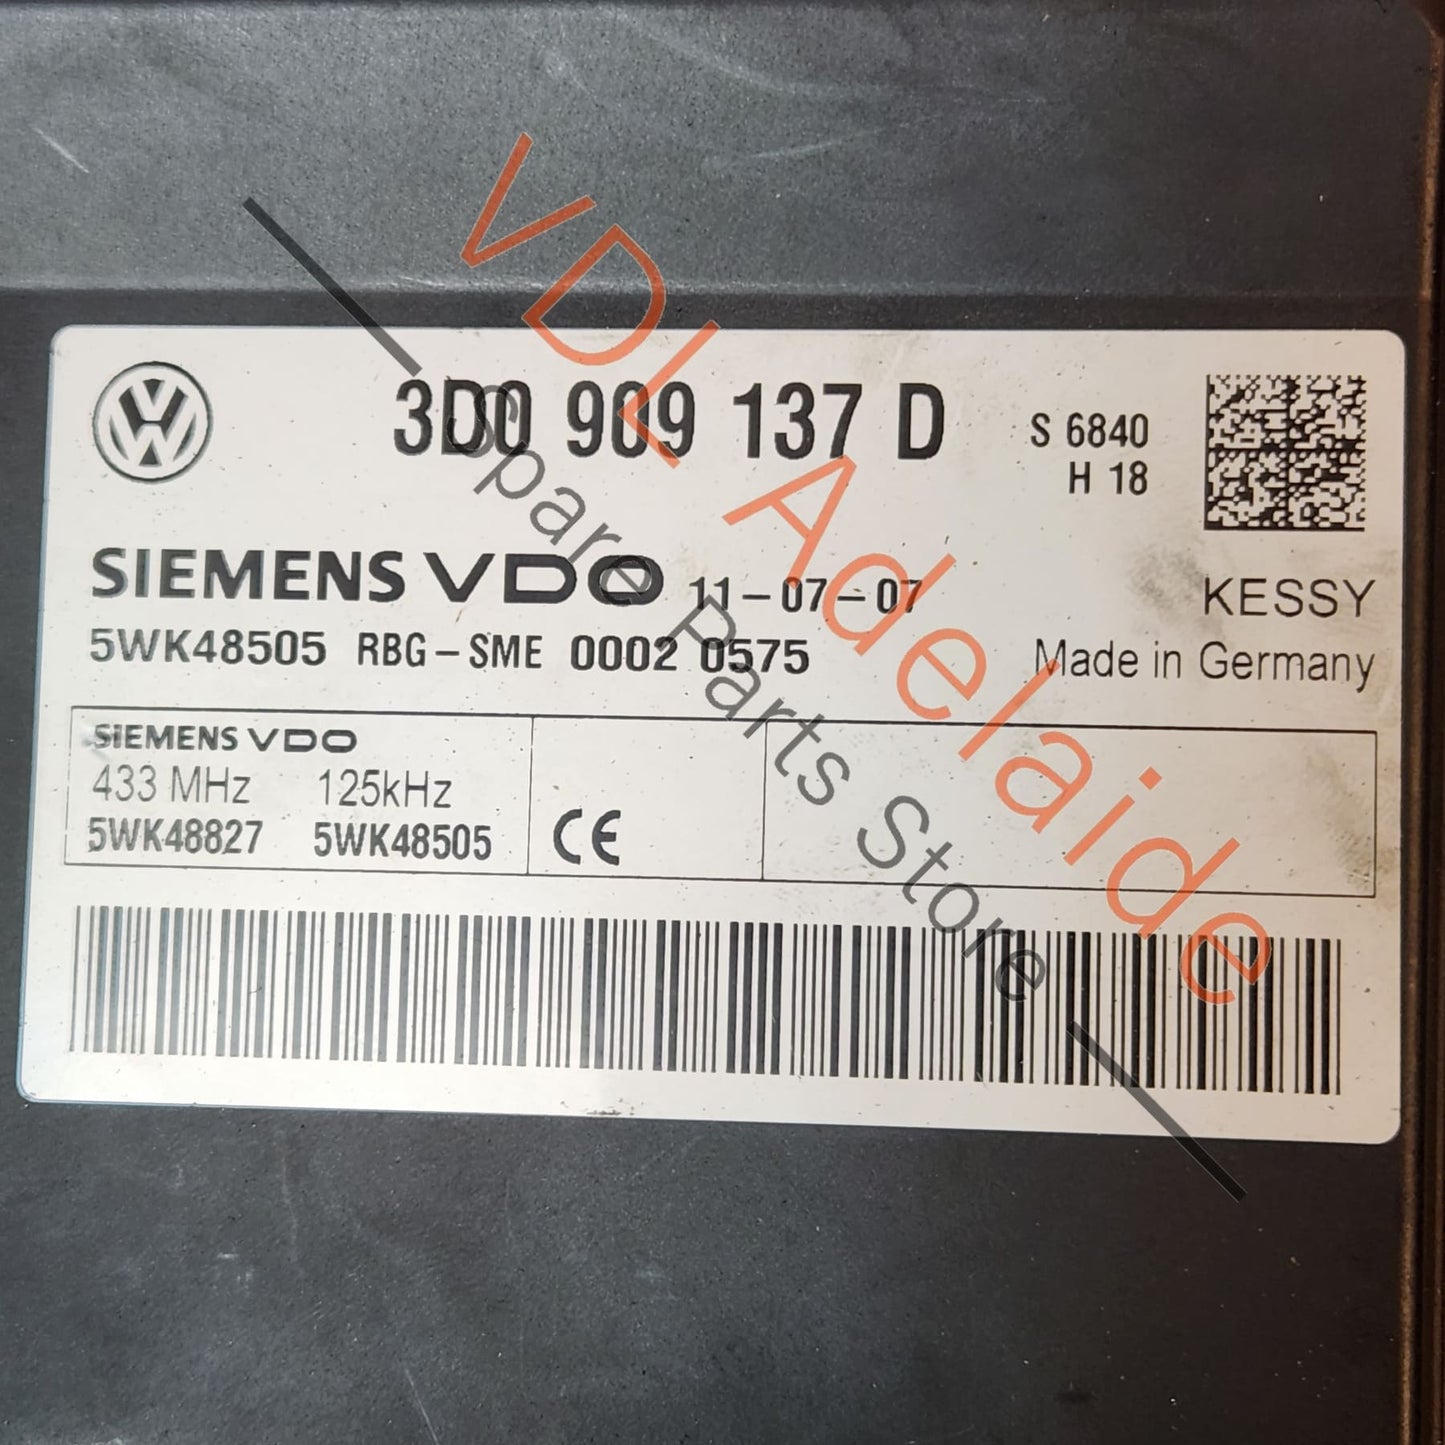 3D0 909 137 D
S 6840
H 18
SIEMENS VDO 11-07-07
KESSY
5WK48505 RBG-SME 0002 0575
Made in Germany
SIEMENS VDO
433 MHz 125kHz
5WK48827 5WK48505
CE
VDL Adelaide
Spare Parts Store